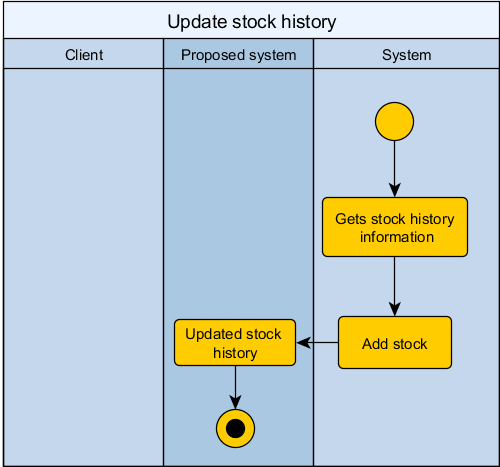 Update stock history
Client
Proposed system
System
Gets stock history
information
Add stock
Updated stock
history